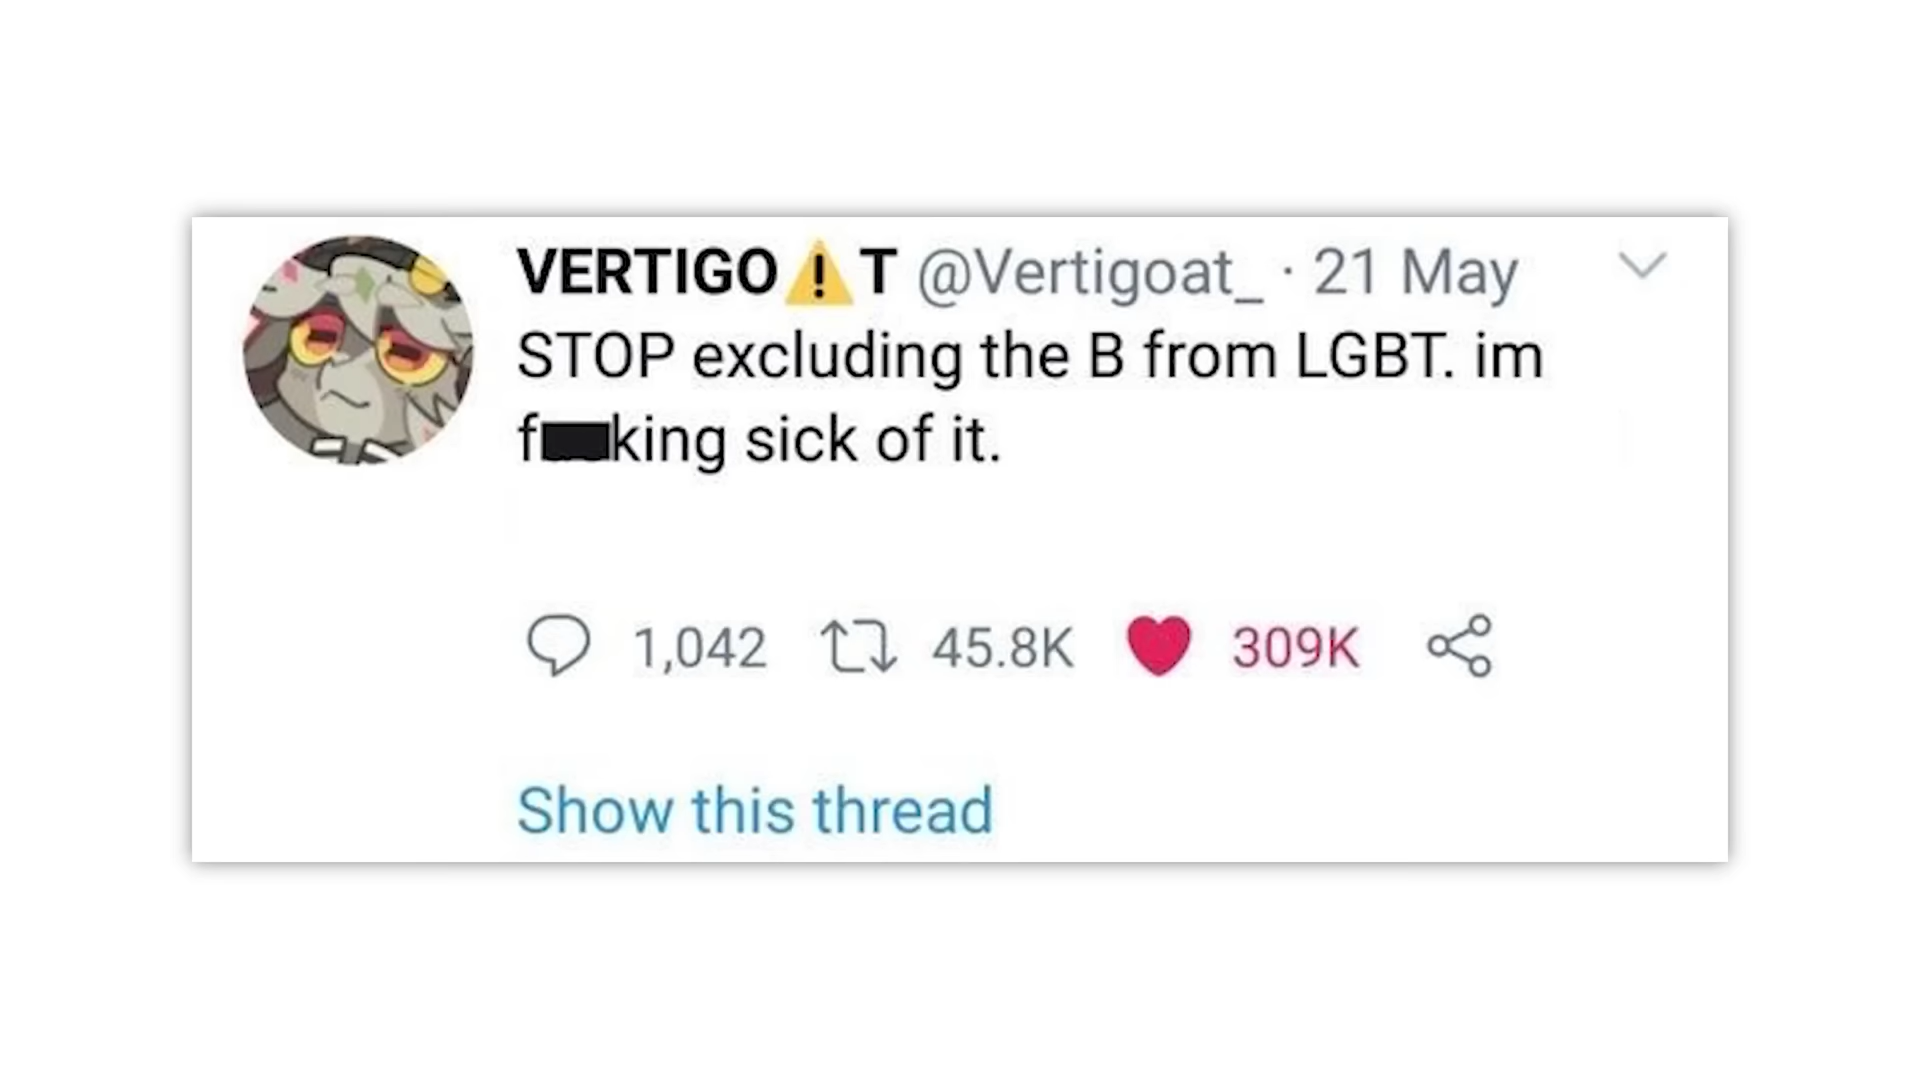 VERTIGO⚠️T @Vertigoat_ · 21 May
STOP excluding the B from LGBT. im
f██king sick of it.
1,042 45.8K 309K
Show this thread